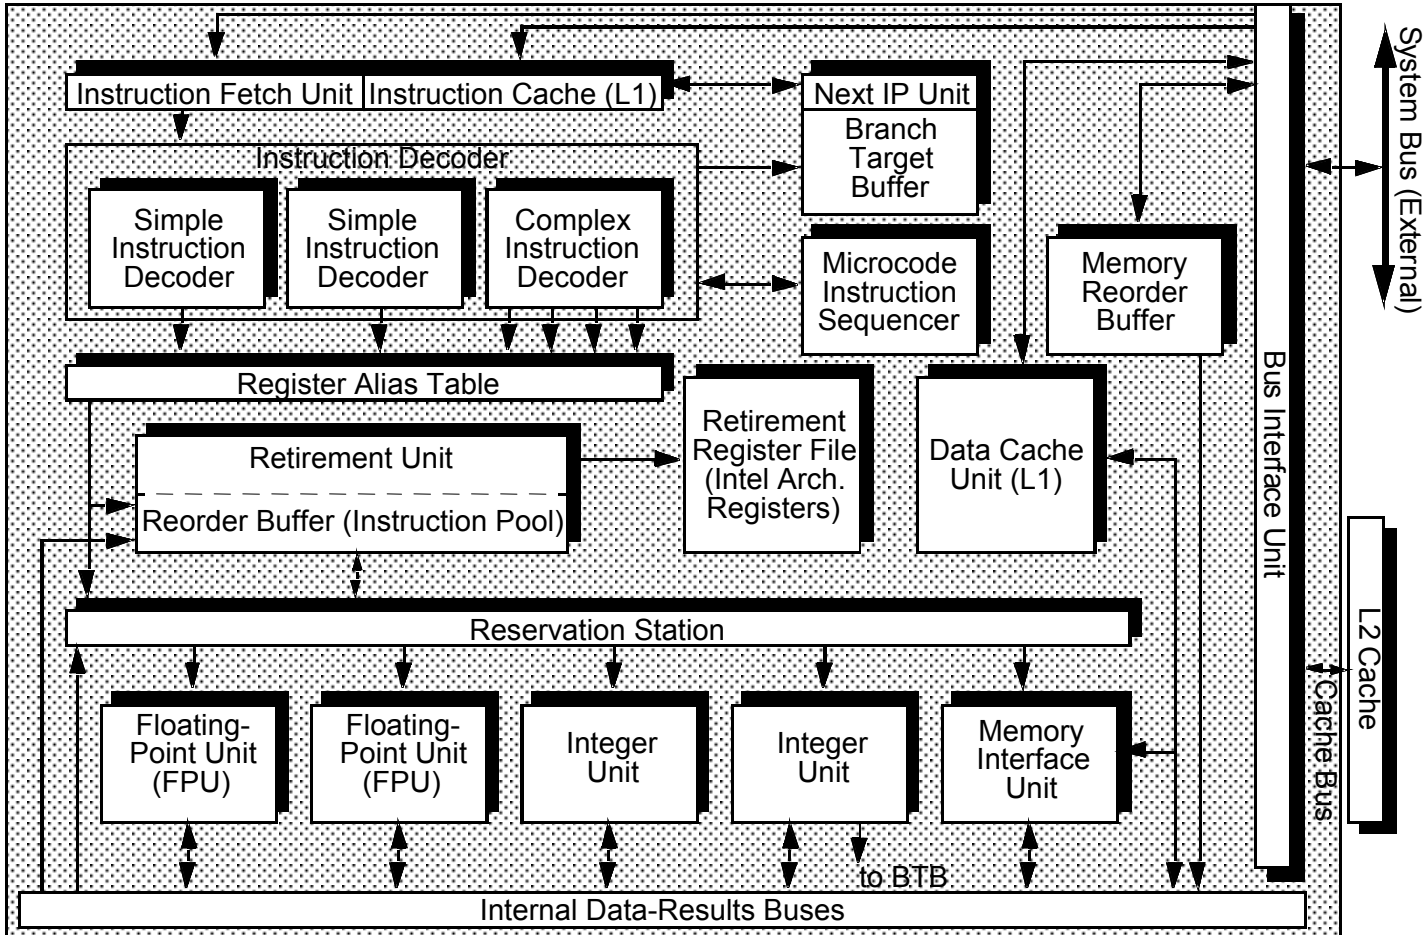 Instruction Fetch Unit
Instruction Cache (L1)
Next IP Unit
Branch
Target
Buffer
Instruction Decoder
Simple
Instruction
Decoder
Simple
Instruction
Decoder
Complex
Instruction
Decoder
Microcode
Instruction
Sequencer
Memory
Reorder
Buffer
System Bus (External)
Register Alias Table
Bus Interface Unit
Retirement Unit
Reorder Buffer (Instruction Pool)
Retirement
Register File
(Intel Arch.
Registers)
Data Cache
Unit (L1)
Reservation Station
L2 Cache
Cache Bus
Floating-
Point Unit
(FPU)
Floating-
Point Unit
(FPU)
Integer
Unit
Integer
Unit
Memory
Interface
Unit
to BTB
Internal Data-Results Buses